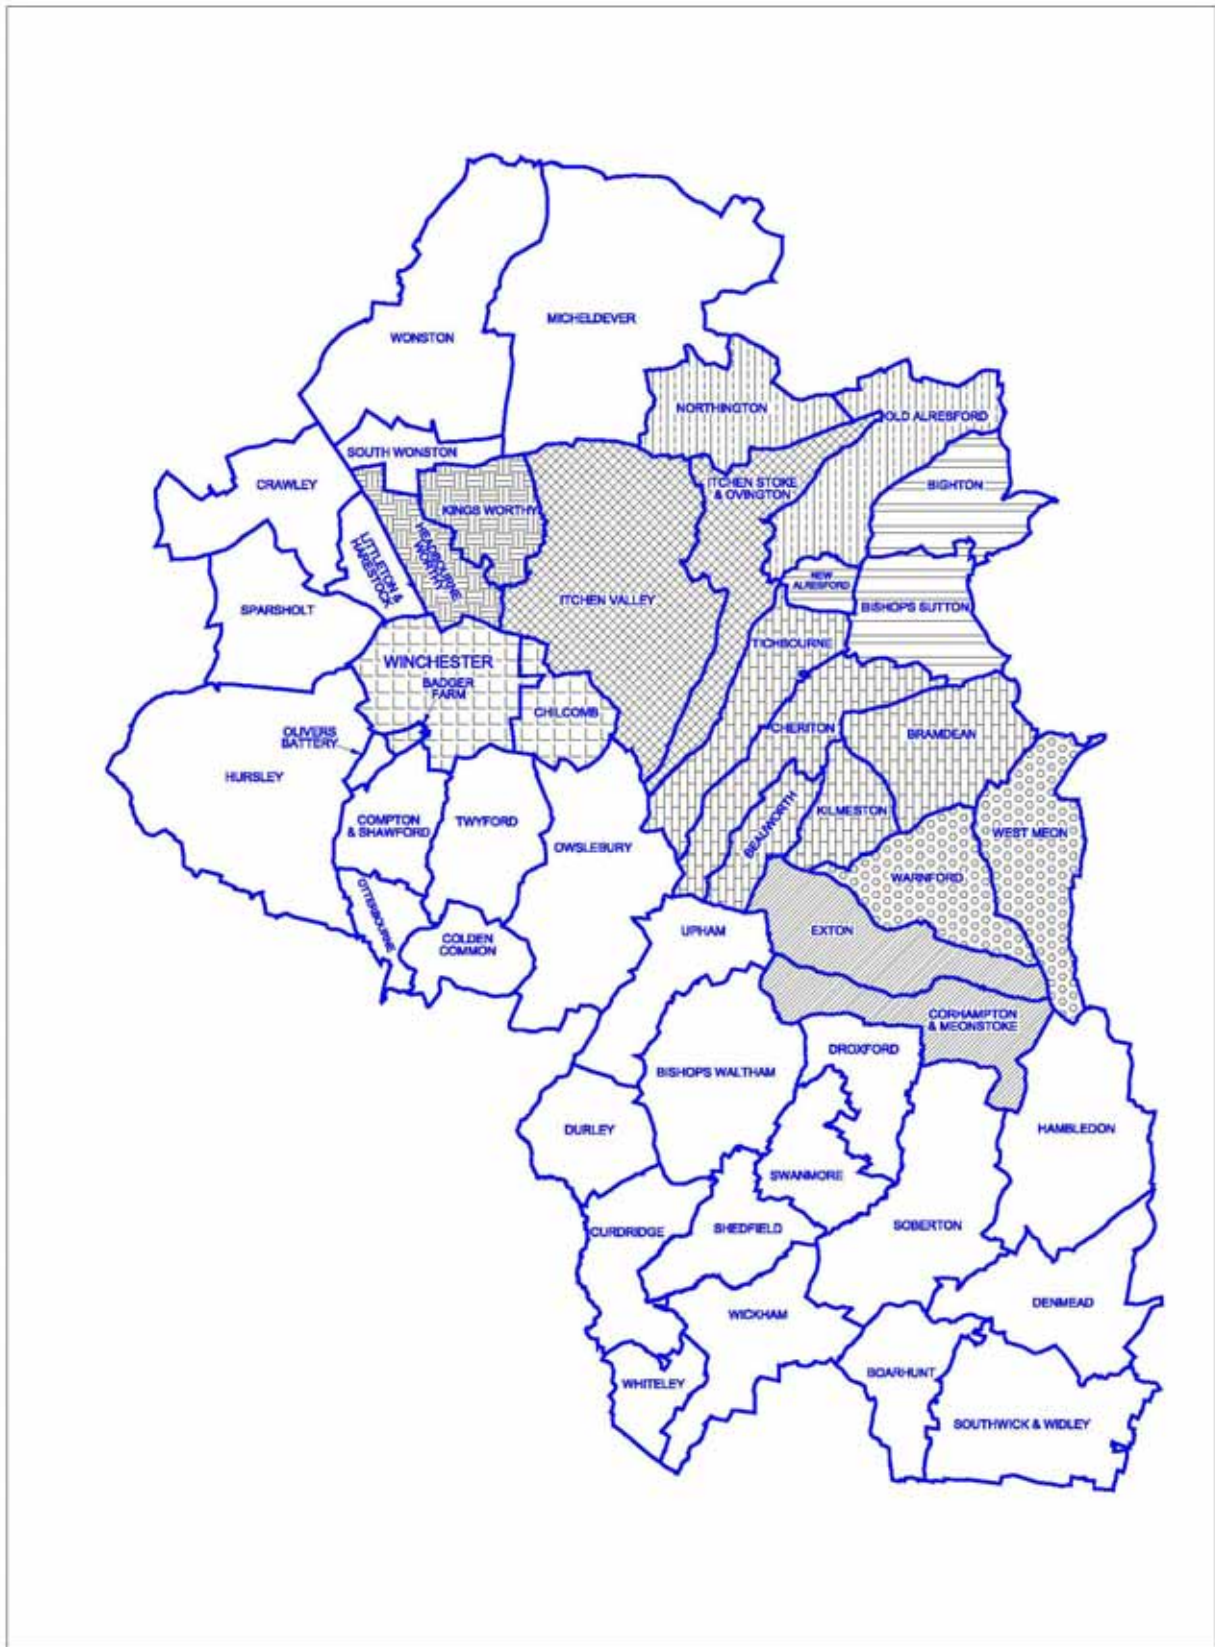 MICHELDEVER
WONSTON
NORTHINGTON
OLD ALRESFORD
SOUTH WONSTON
CRAWLEY
ITCHEN STOKE
& OVINGTON
BIGHTON
KINGS WORTHY
HEADBOURNE
WORTHY
LITTLETON &
HARESTOCK
NEW
ALRESFORD
ITCHEN VALLEY
SPARSHOLT
BISHOPS SUTTON
TICHBOURNE
WINCHESTER
BADGER
FARM
CHILCOMB
CHERITON
BRAMDEAN
OLIVERS
BATTERY
HURSLEY
COMPTON
& SHAWFORD
TWYFORD
OWSLEBURY
BEAUWORTH
KILMESTON
WEST MEON
WARNFORD
OTTERBOURNE
COLDEN
COMMON
UPHAM
EXTON
CORHAMPTON
& MEONSTOKE
DROXFORD
BISHOPS WALTHAM
DURLEY
HAMBLEDON
SWANMORE
CURDRIDGE
SHEDFIELD
SOBERTON
WICKHAM
DENMEAD
WHITELEY
BOARHUNT
SOUTHWICK & WIDLEY